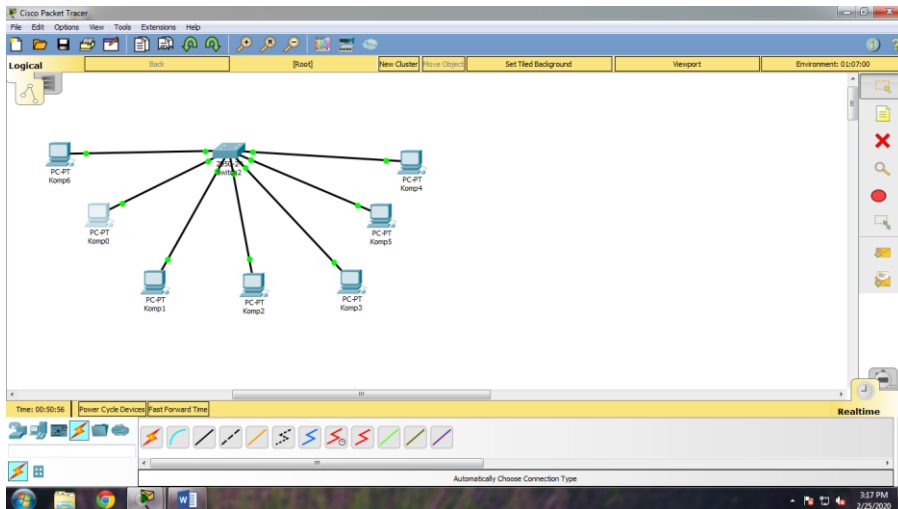 Cisco Packet Tracer
File Edit Options View Tools Extensions Help
Logical Back [Root] New Cluster Move Object Set Tiled Background Viewport Environment: 01:07:00
PC-PT
Komp6
2950-24
Switch2
PC-PT
Komp4
PC-PT
Komp0
PC-PT
Komp5
PC-PT
Komp1
PC-PT
Komp2
PC-PT
Komp3
Time: 00:50:56 Power Cycle Devices Fast Forward Time Realtime
Automatically Choose Connection Type
3:17 PM
2/25/2020